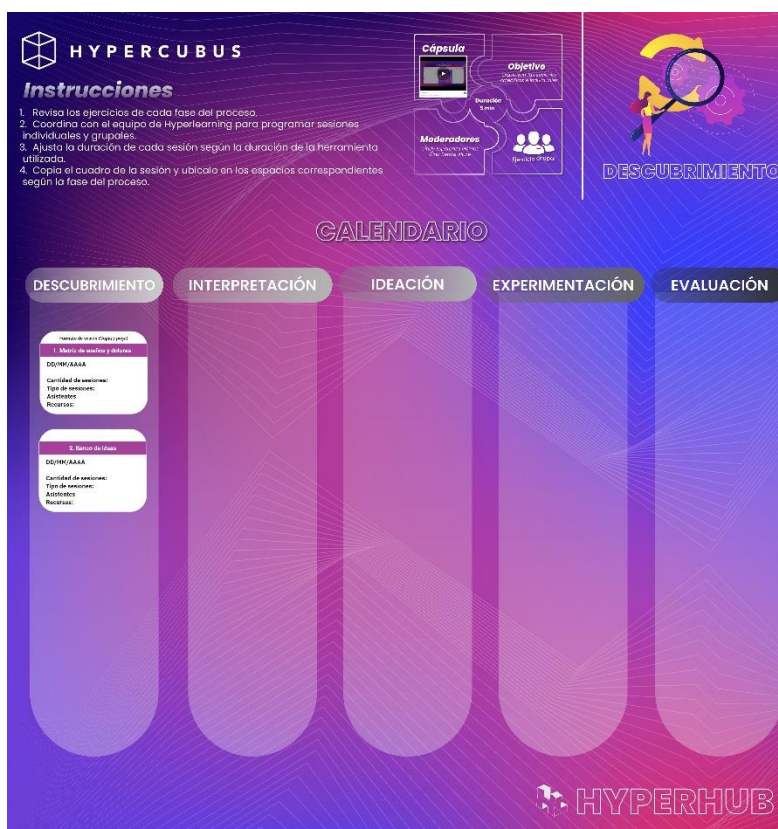 HYPERCUBUS
Instrucciones
1. Revisa los ejercicios de cada fase del proceso.
2. Coordina con el equipo de Hyperlearning para programar sesiones
individuales y grupales.
3. Ajusta la duración de cada sesión según la duración de la herramienta
utilizada.
4. Copia el cuadro de la sesión y ubícalo en los espacios correspondientes
según la fase del proceso.
Cápsula
Objetivo
Duración
5 min
Moderadores
Ejercicio Grupal
DESCUBRIMIENTO
CALENDARIO
DESCUBRIMIENTO
INTERPRETACIÓN
IDEACIÓN
EXPERIMENTACIÓN
EVALUACIÓN
1. Matriz de sueños y dolores
DD/MM/AAAA
Cantidad de sesiones:
Tipo de sesiones:
Asistentes
Recursos:
2. Banco de Ideas
DD/MM/AAAA
Cantidad de sesiones:
Tipo de sesiones:
Asistentes
Recursos:
HYPERHUB